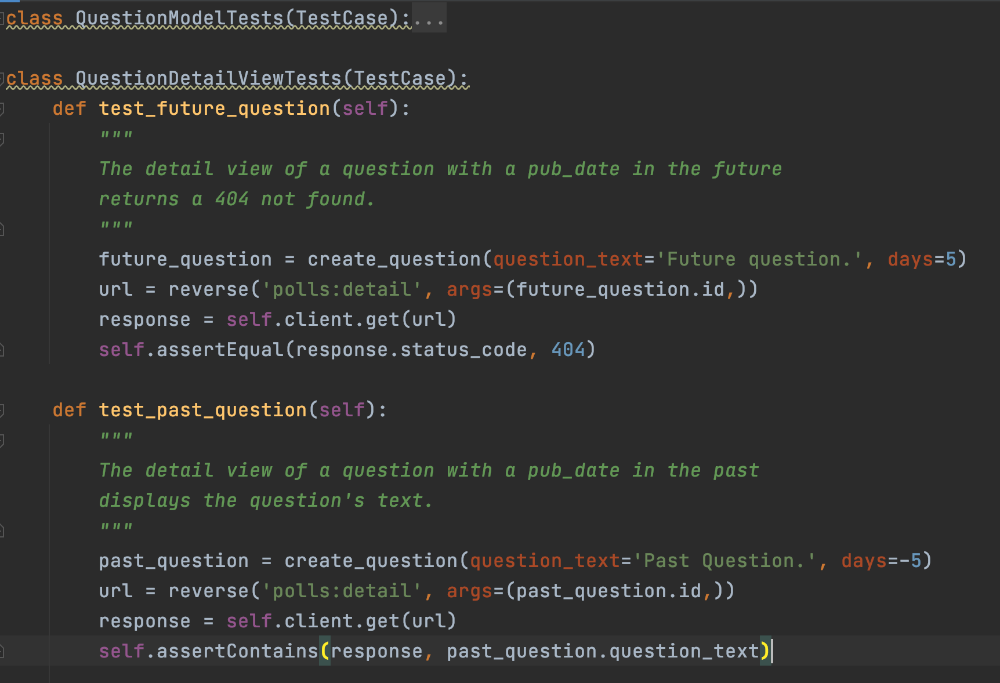 class QuestionModelTests(TestCase):...
class QuestionDetailViewTests(TestCase):
def test_future_question(self):
"""
The detail view of a question with a pub_date in the future
returns a 404 not found.
"""
future_question = create_question(question_text='Future question.', days=5)
url = reverse('polls:detail', args=(future_question.id,))
response = self.client.get(url)
self.assertEqual(response.status_code, 404)
def test_past_question(self):
"""
The detail view of a question with a pub_date in the past
displays the question's text.
"""
past_question = create_question(question_text='Past Question.', days=-5)
url = reverse('polls:detail', args=(past_question.id,))
response = self.client.get(url)
self.assertContains(response, past_question.question_text)